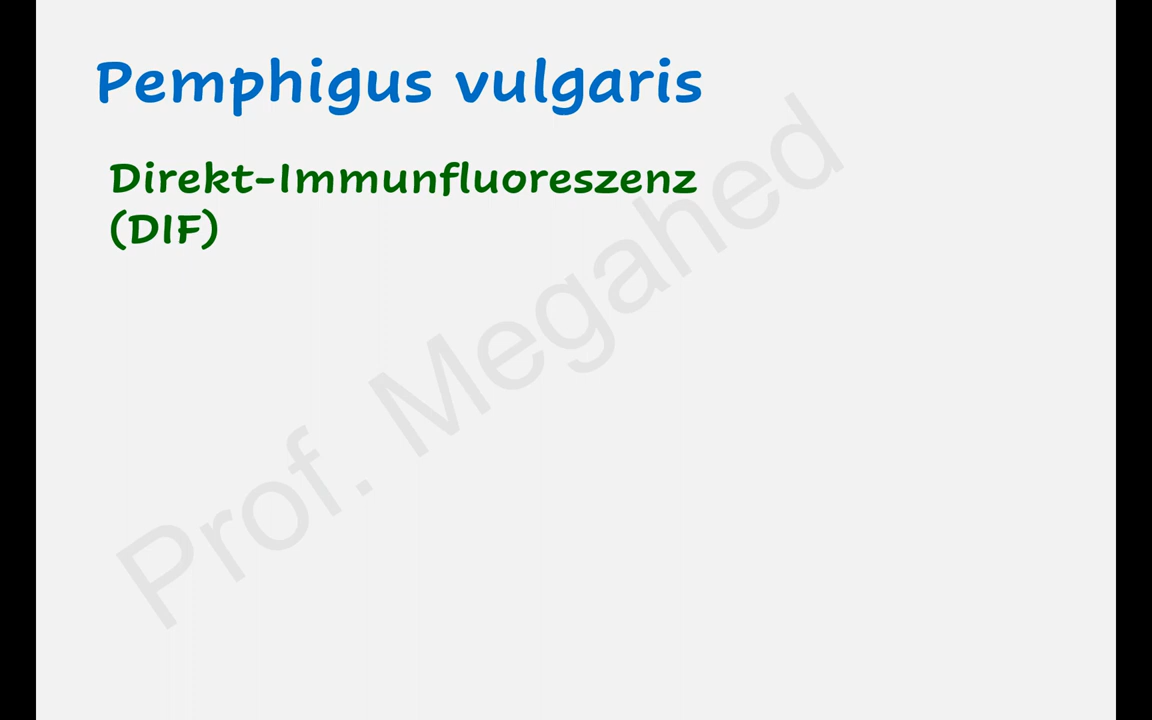 Pemphigus vulgaris
Direkt-Immunfluoreszenz
(DIF)
Prof. Megahed